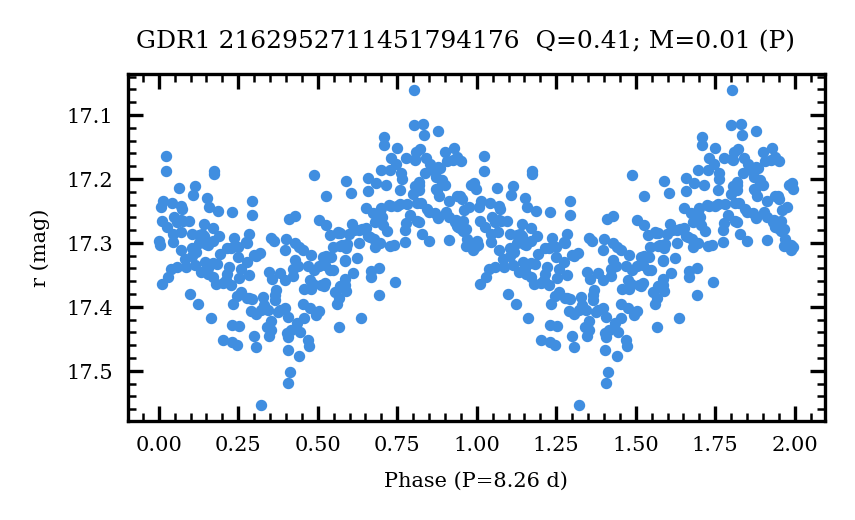 GDR1 2162952711451794176  Q=0.41; M=0.01 (P)
17.1
17.2
17.3
17.4
17.5
r (mag)
0.00 0.25 0.50 0.75 1.00 1.25 1.50 1.75 2.00
Phase (P=8.26 d)